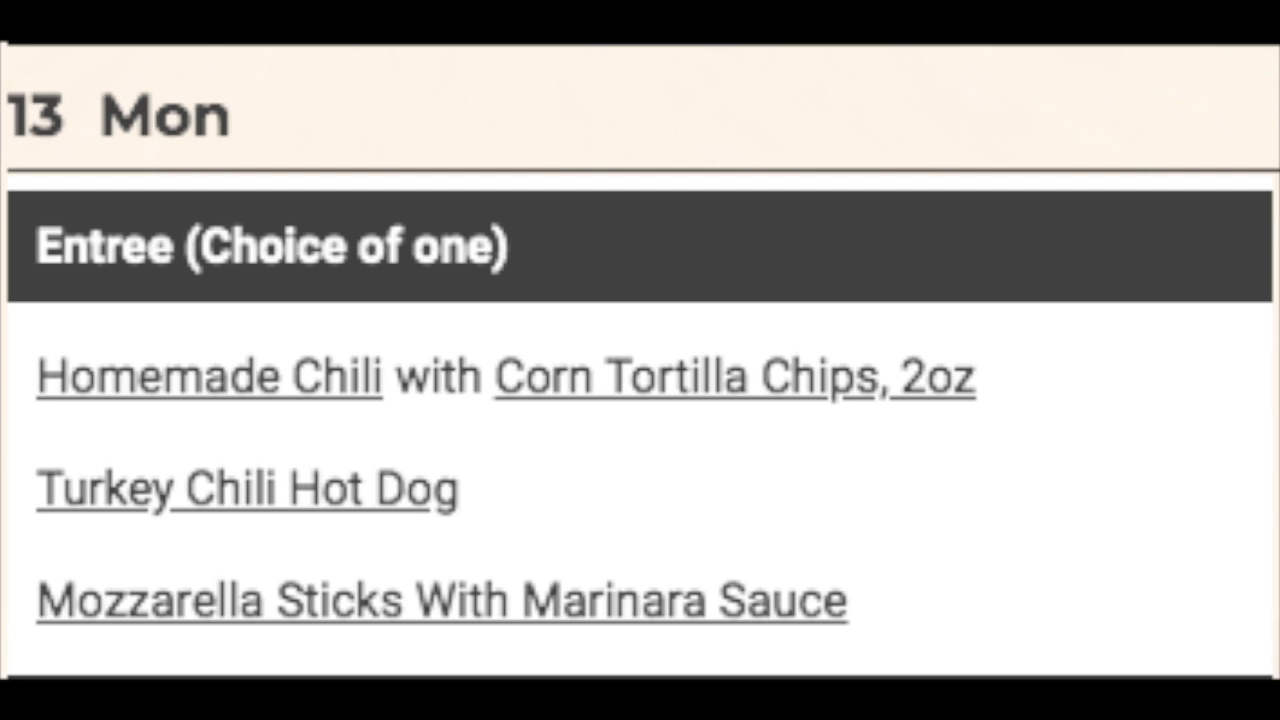 13 Mon
Entree (Choice of one)
Homemade Chili with Corn Tortilla Chips, 2oz
Turkey Chili Hot Dog
Mozzarella Sticks With Marinara Sauce